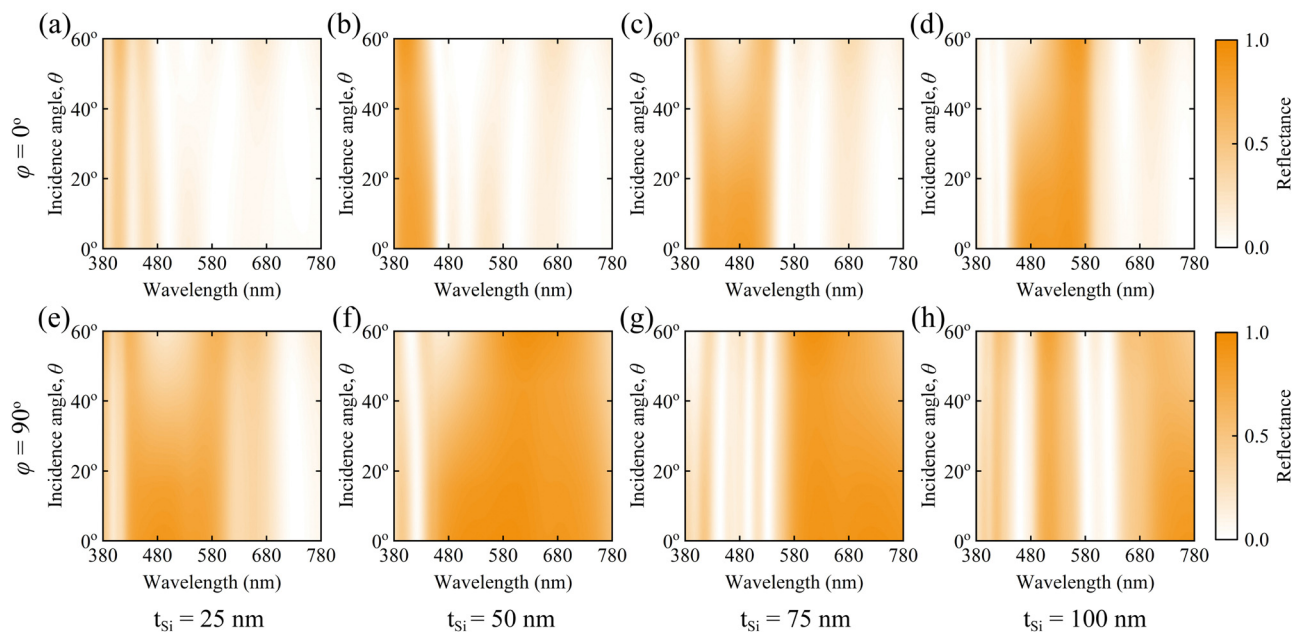 (a) (b) (c) (d)
φ = 0º
Incidence angle, θ
60º
40º
20º
0º
380 480 580 680 780
Wavelength (nm)
Incidence angle, θ
60º
40º
20º
0º
380 480 580 680 780
Wavelength (nm)
Incidence angle, θ
60º
40º
20º
0º
380 480 580 680 780
Wavelength (nm)
Incidence angle, θ
60º
40º
20º
0º
380 480 580 680 780
Wavelength (nm)
1.0
0.5
0.0
Reflectance
(e) (f) (g) (h)
φ = 90º
Incidence angle, θ
60º
40º
20º
0º
380 480 580 680 780
Wavelength (nm)
Incidence angle, θ
60º
40º
20º
0º
380 480 580 680 780
Wavelength (nm)
Incidence angle, θ
60º
40º
20º
0º
380 480 580 680 780
Wavelength (nm)
Incidence angle, θ
60º
40º
20º
0º
380 480 580 680 780
Wavelength (nm)
1.0
0.5
0.0
Reflectance
tSi = 25 nm tSi = 50 nm tSi = 75 nm tSi = 100 nm